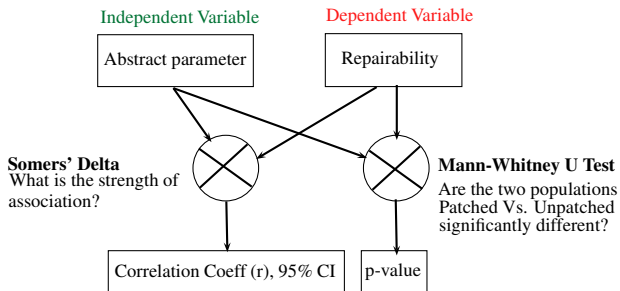 Independent Variable
Dependent Variable
Abstract parameter
Repairability
Somers' Delta
What is the strength of
association?
Mann-Whitney U Test
Are the two populations
Patched Vs. Unpatched
significantly different?
Correlation Coeff (r), 95% CI
p-value